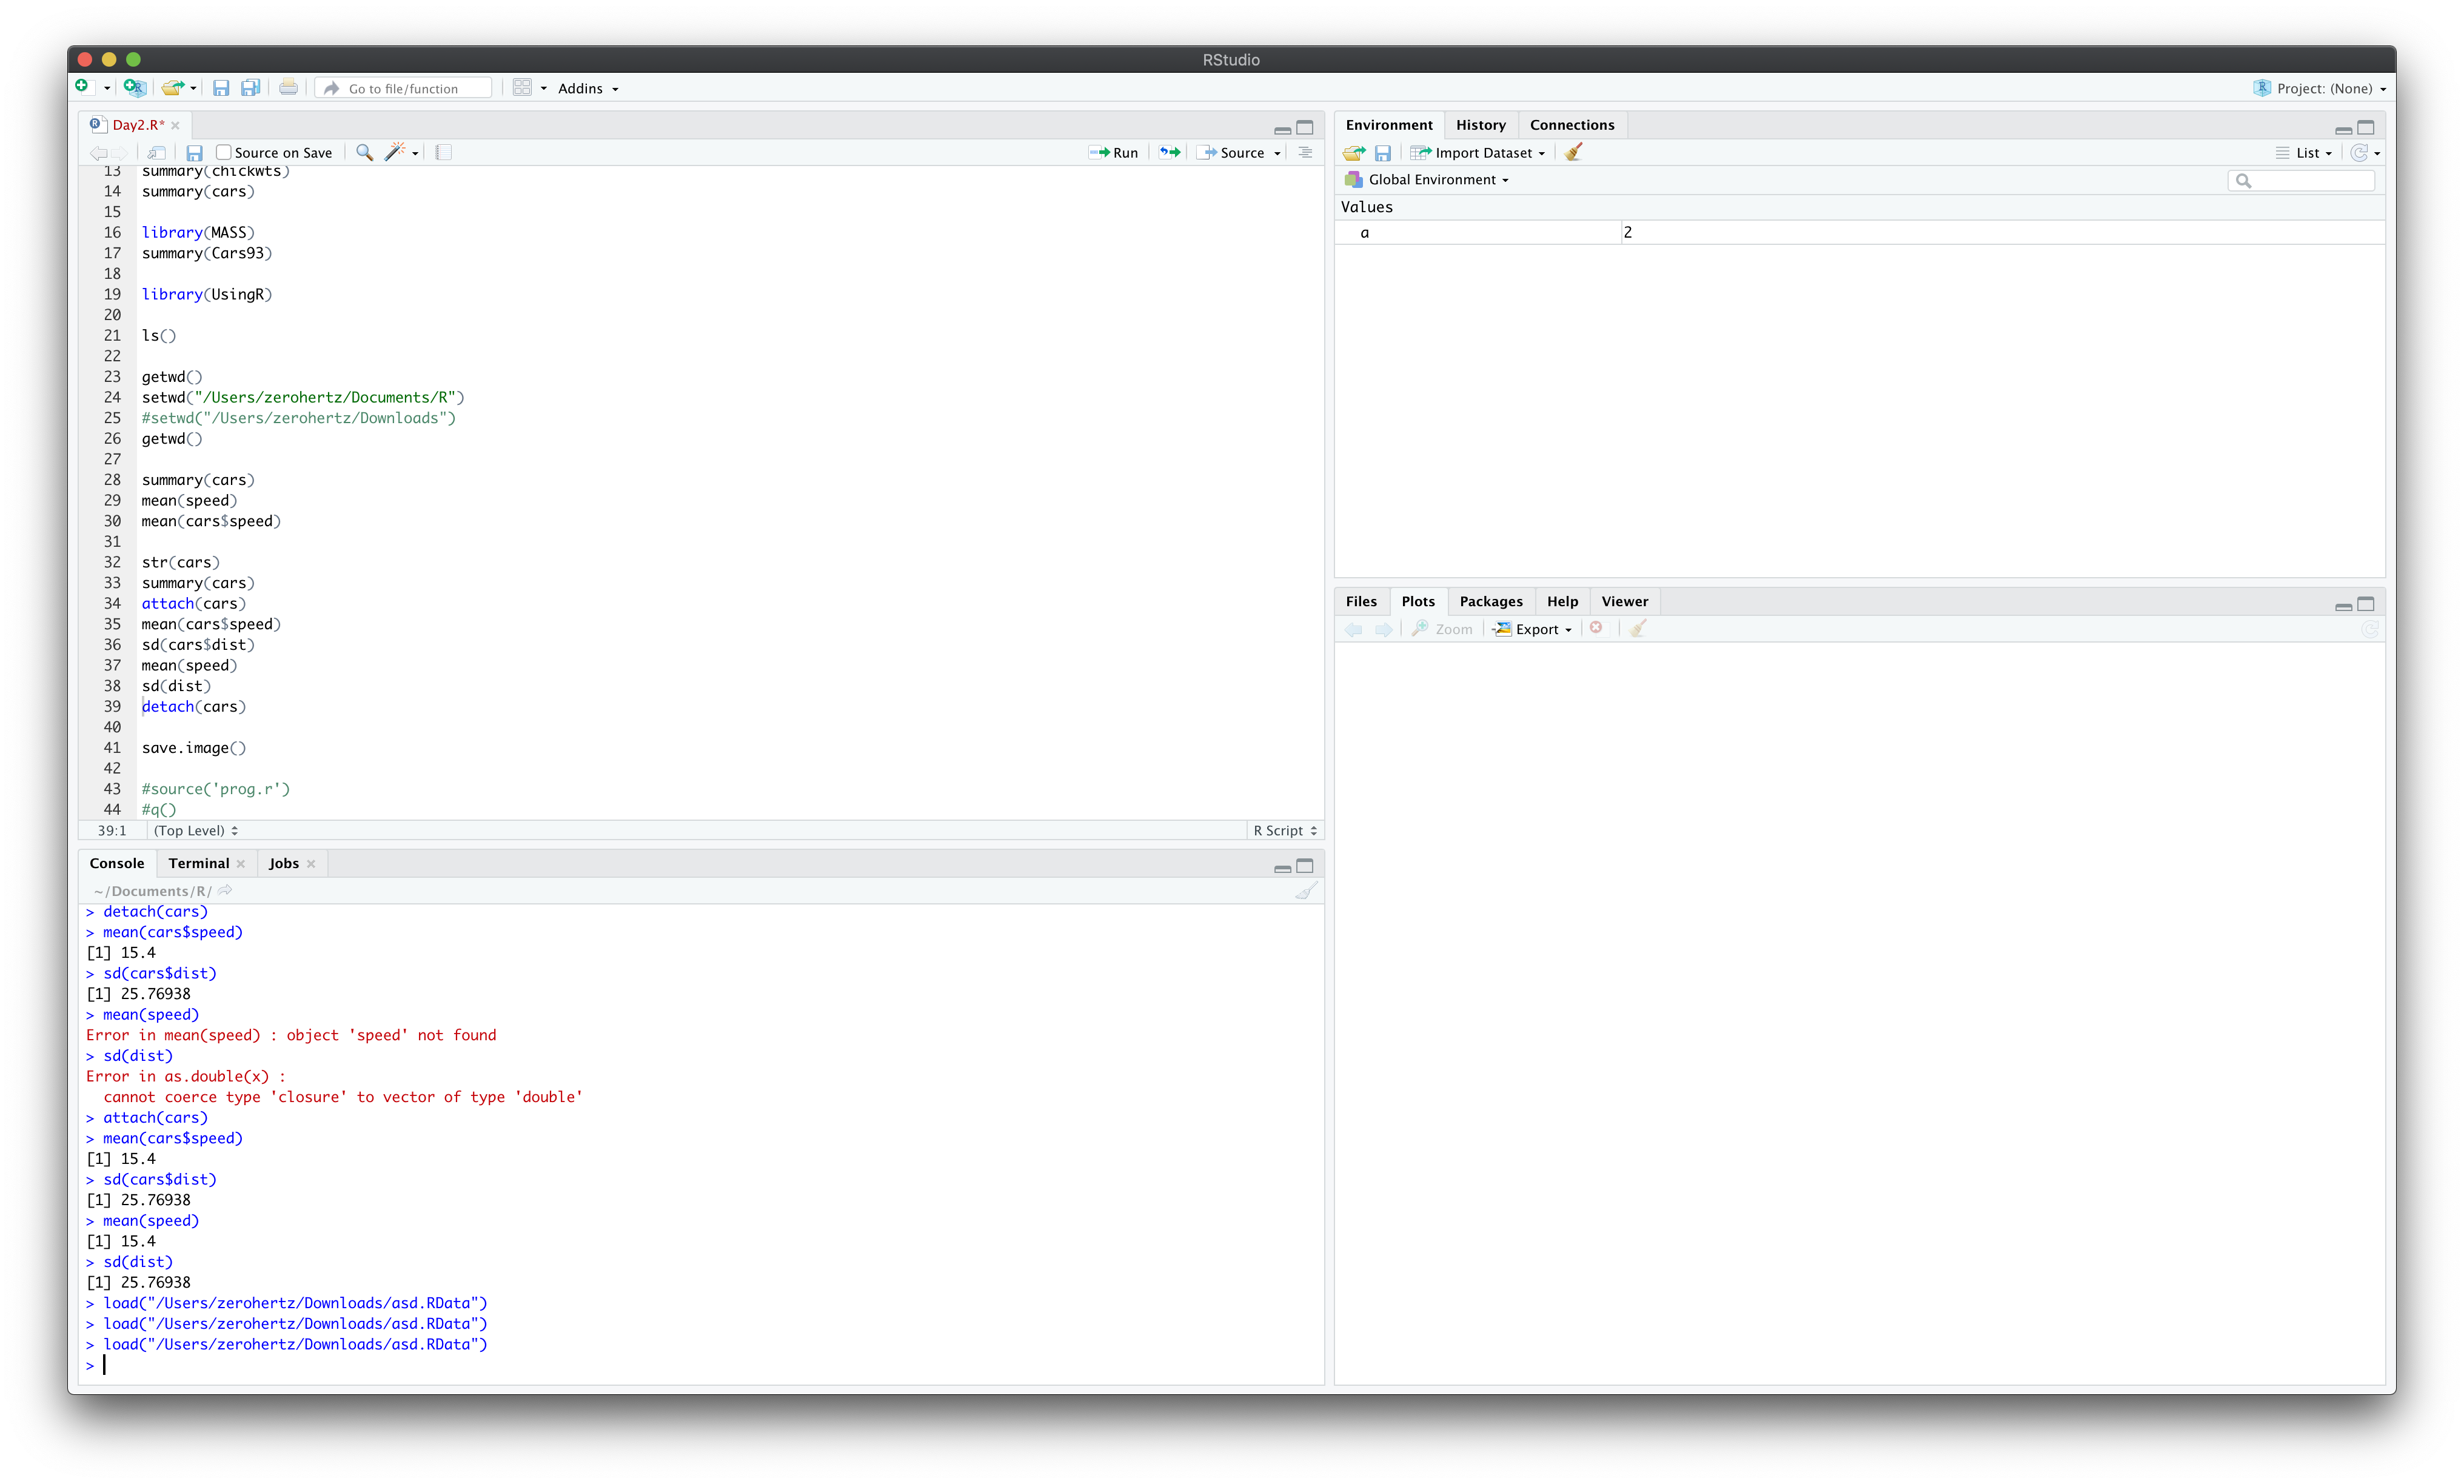 RStudio
Go to file/function
Addins
Project: (None)
Day2.R*
Source on Save
Run
Source
13 summary(chickwts)
14 summary(cars)
15
16 library(MASS)
17 summary(Cars93)
18
19 library(UsingR)
20
21 ls()
22
23 getwd()
24 setwd("/Users/zerohertz/Documents/R")
25 #setwd("/Users/zerohertz/Downloads")
26 getwd()
27
28 summary(cars)
29 mean(speed)
30 mean(cars$speed)
31
32 str(cars)
33 summary(cars)
34 attach(cars)
35 mean(cars$speed)
36 sd(cars$dist)
37 mean(speed)
38 sd(dist)
39 detach(cars)
40
41 save.image()
42
43 #source('prog.r')
44 #q()
39:1 (Top Level) R Script
Console Terminal Jobs
~/Documents/R/
> detach(cars)
> mean(cars$speed)
[1] 15.4
> sd(cars$dist)
[1] 25.76938
> mean(speed)
Error in mean(speed) : object 'speed' not found
> sd(dist)
Error in as.double(x) :
cannot coerce type 'closure' to vector of type 'double'
> attach(cars)
> mean(cars$speed)
[1] 15.4
> sd(cars$dist)
[1] 25.76938
> mean(speed)
[1] 15.4
> sd(dist)
[1] 25.76938
> load("/Users/zerohertz/Downloads/asd.RData")
> load("/Users/zerohertz/Downloads/asd.RData")
> load("/Users/zerohertz/Downloads/asd.RData")
>
Environment History Connections
Import Dataset List
Global Environment
Values
a 2
Files Plots Packages Help Viewer
Zoom Export